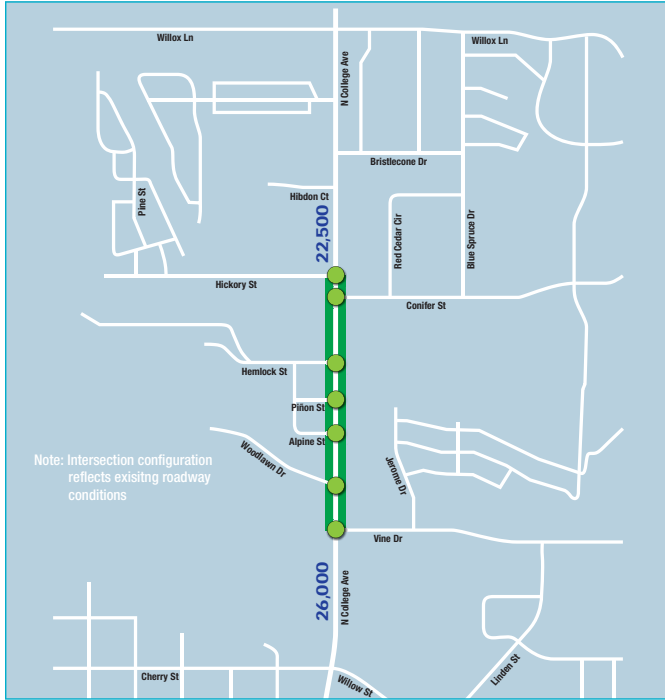 Willox Ln
Willox Ln
N College Ave
Bristlecone Dr
Pine St
Hibdon Ct
22,500
Red Cedar Cir
Blue Spruce Dr
Hickory St
Conifer St
Hemlock St
Piñon St
Alpine St
Woodlawn Dr
Note: Intersection configuration
reflects exisitng roadway
conditions
Jerome Dr
Vine Dr
26,000
N College Ave
Cherry St
Willow St
Linden St